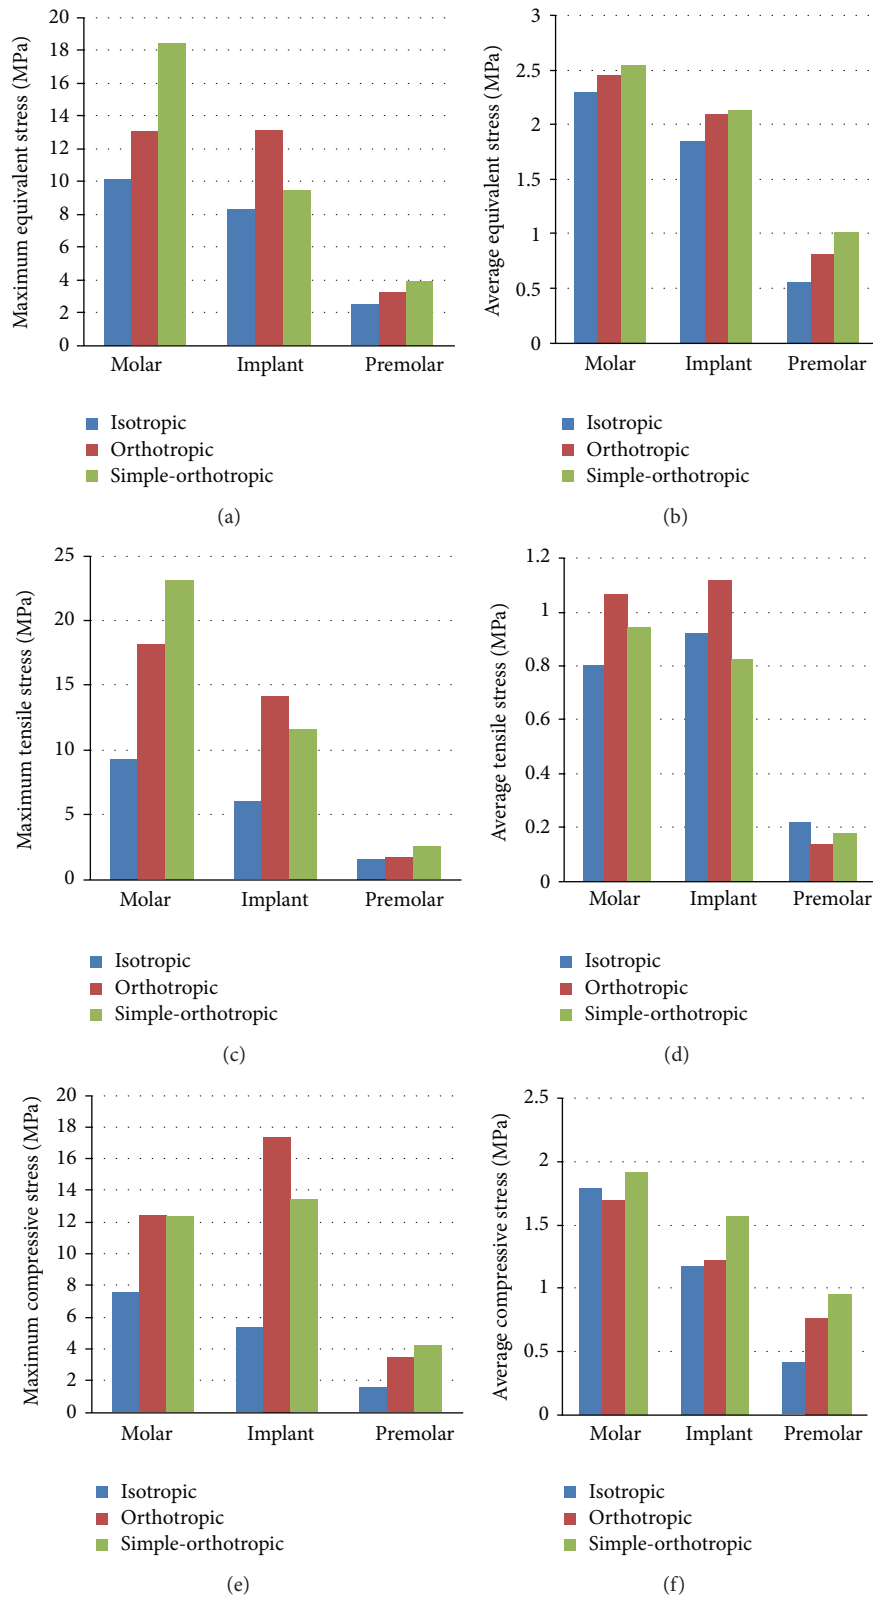 Maximum equivalent stress (MPa)
20
18
16
14
12
10
8
6
4
2
0
Molar Implant Premolar
Isotropic
Orthotropic
Simple-orthotropic
(a)
Average equivalent stress (MPa)
3
2.5
2
1.5
1
0.5
0
Molar Implant Premolar
Isotropic
Orthotropic
Simple-orthotropic
(b)
Maximum tensile stress (MPa)
25
20
15
10
5
0
Molar Implant Premolar
Isotropic
Orthotropic
Simple-orthotropic
(c)
Average tensile stress (MPa)
1.2
1
0.8
0.6
0.4
0.2
0
Molar Implant Premolar
Isotropic
Orthotropic
Simple-orthotropic
(d)
Maximum compressive stress (MPa)
20
18
16
14
12
10
8
6
4
2
0
Molar Implant Premolar
Isotropic
Orthotropic
Simple-orthotropic
(e)
Average compressive stress (MPa)
2.5
2
1.5
1
0.5
0
Molar Implant Premolar
Isotropic
Orthotropic
Simple-orthotropic
(f)